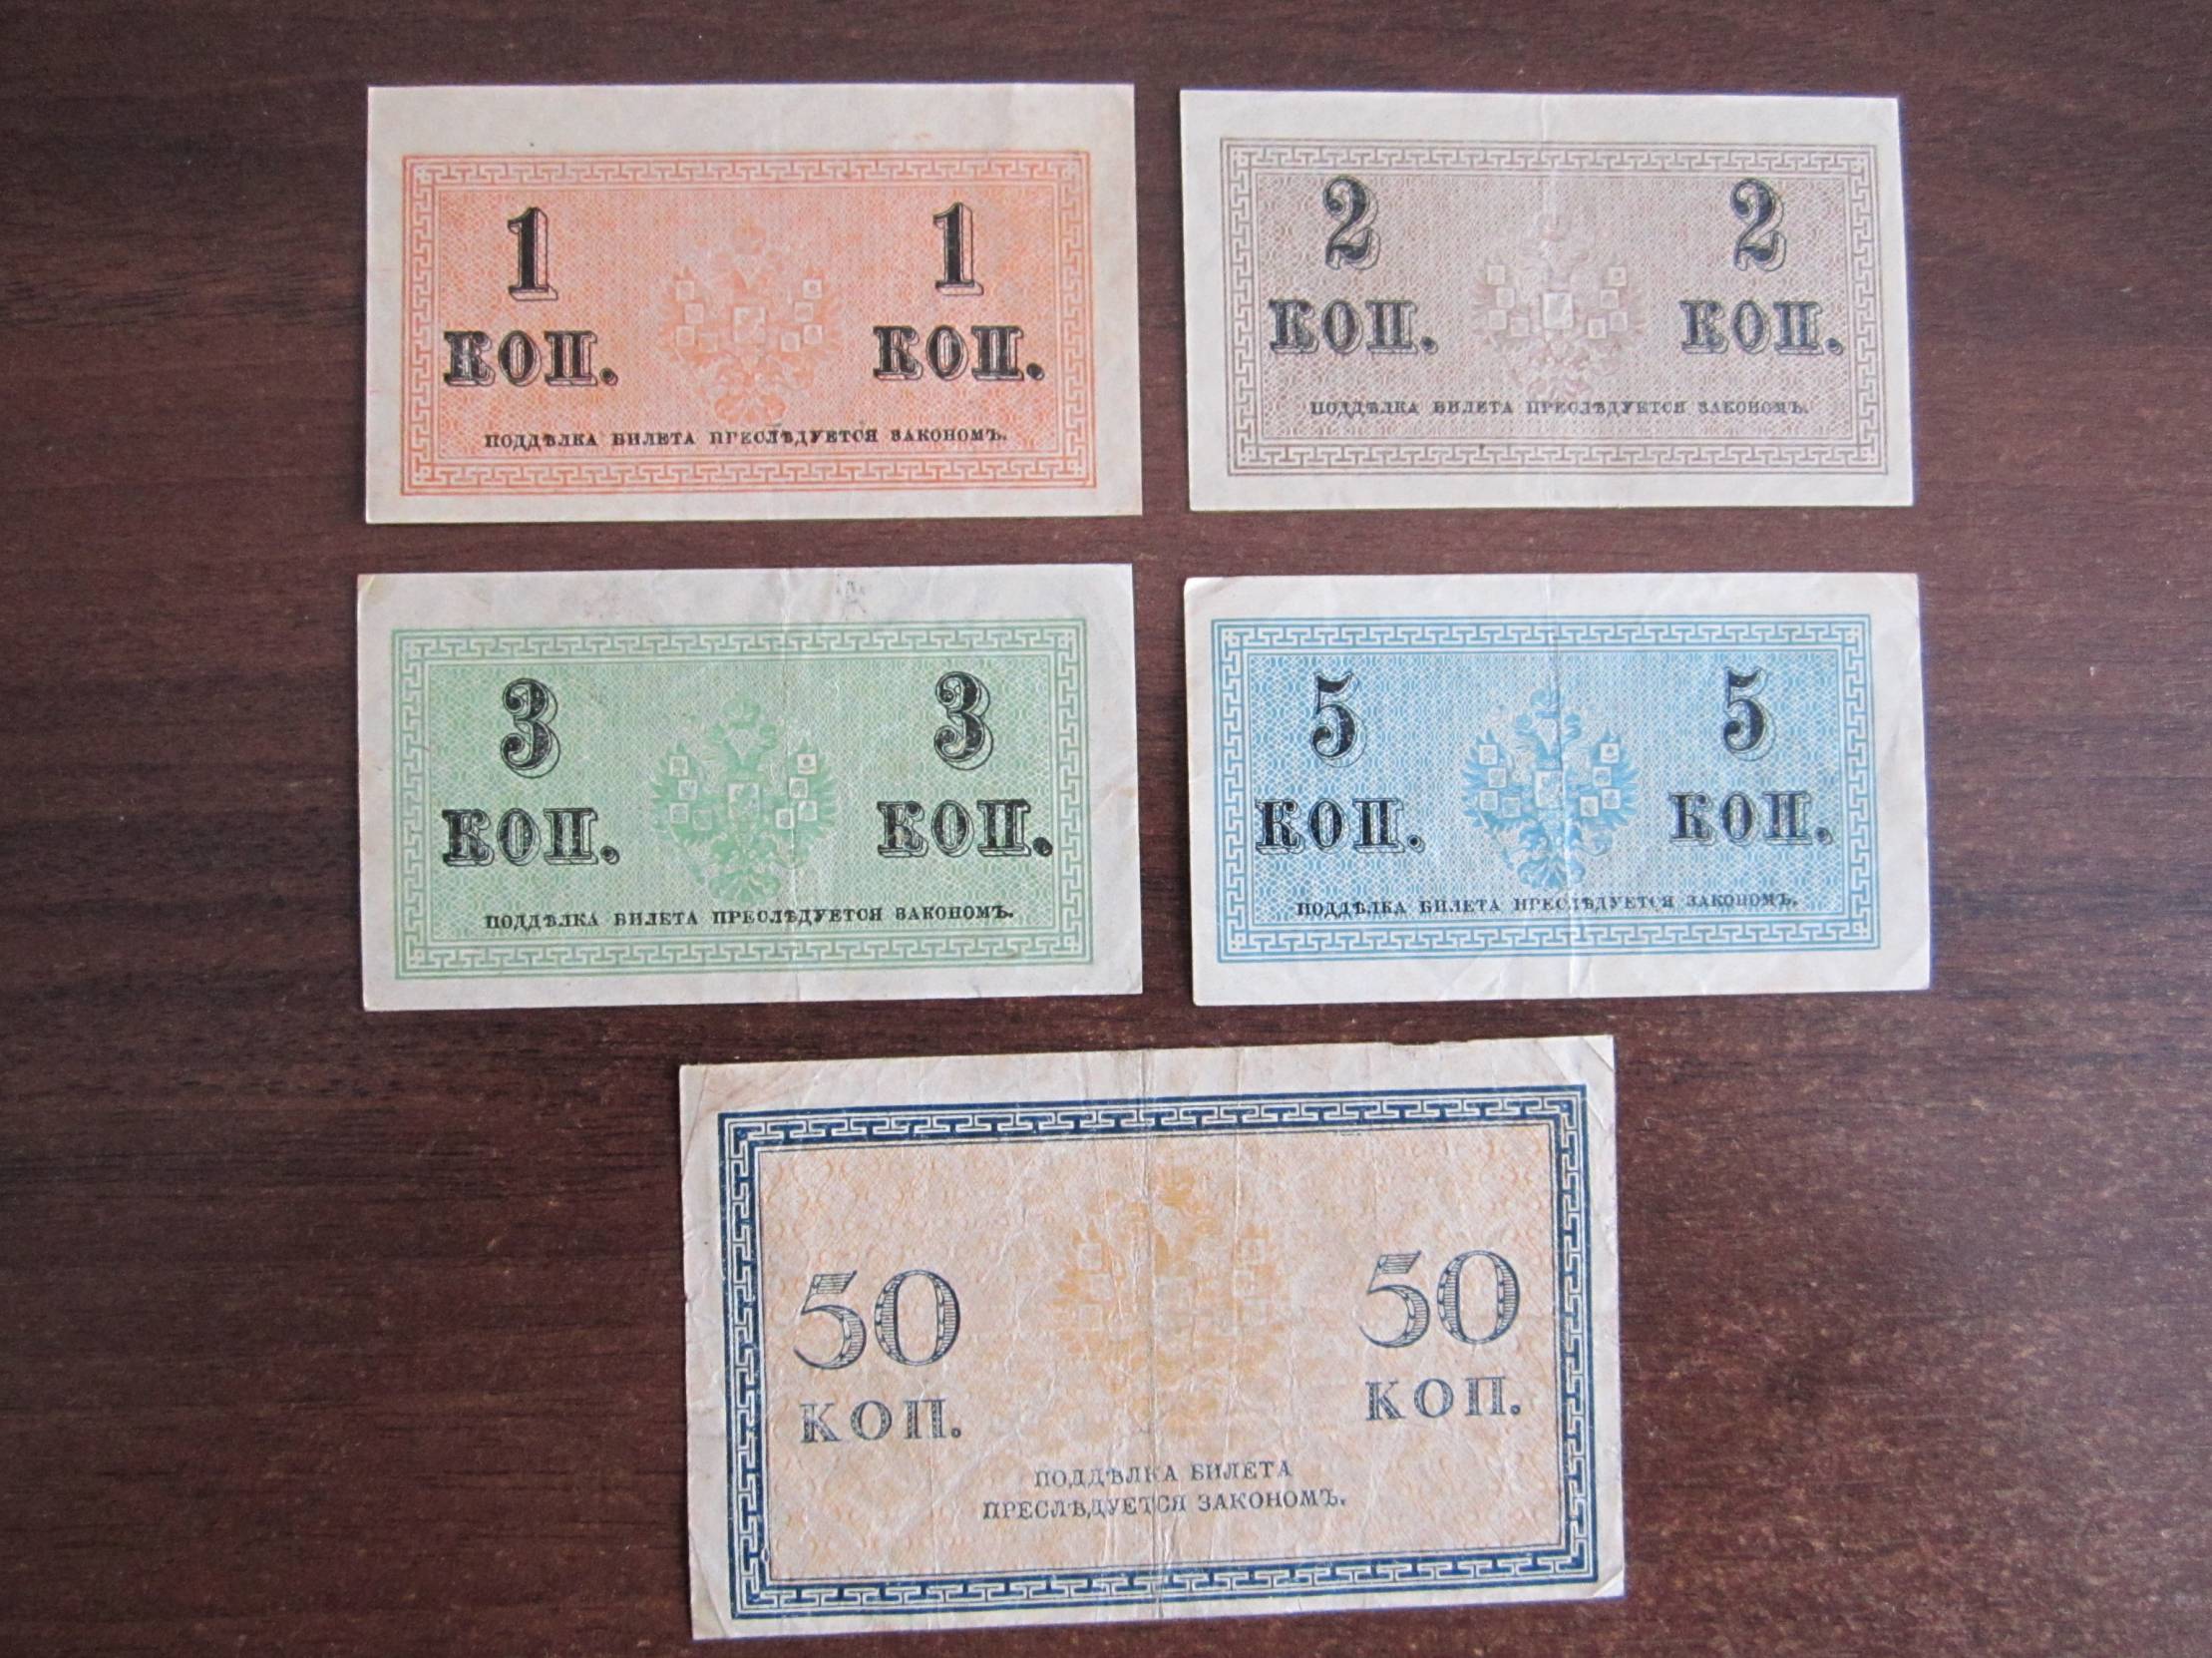 1 1
КОП. КОП.
ПОДДѢЛКА БИЛЕТА ПРЕСЛѢДУЕТСЯ ЗАКОНОМЪ.
2 2
КОП. КОП.
ПОДДѢЛКА БИЛЕТА ПРЕСЛѢДУЕТСЯ ЗАКОНОМЪ.
3 3
КОП. КОП.
ПОДДѢЛКА БИЛЕТА ПРЕСЛѢДУЕТСЯ ЗАКОНОМЪ.
5 5
КОП. КОП.
ПОДДѢЛКА БИЛЕТА ПРЕСЛѢДУЕТСЯ ЗАКОНОМЪ.
50 50
КОП. КОП.
ПОДДѢЛКА БИЛЕТА
ПРЕСЛѢДУЕТСЯ ЗАКОНОМЪ.